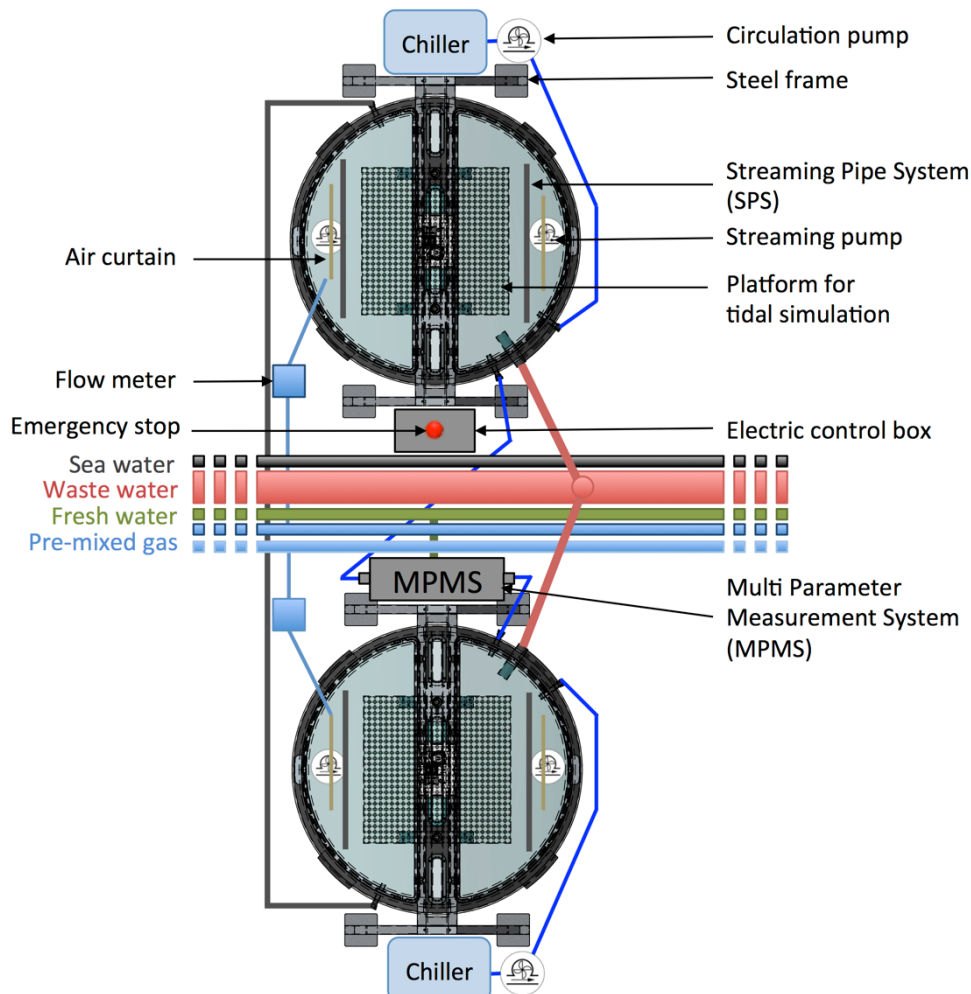 Chiller
Circulation pump
Steel frame
Streaming Pipe System
(SPS)
Streaming pump
Air curtain
Platform for
tidal simulation
Flow meter
Emergency stop
Electric control box
Sea water
Waste water
Fresh water
Pre-mixed gas
MPMS
Multi Parameter
Measurement System
(MPMS)
Chiller